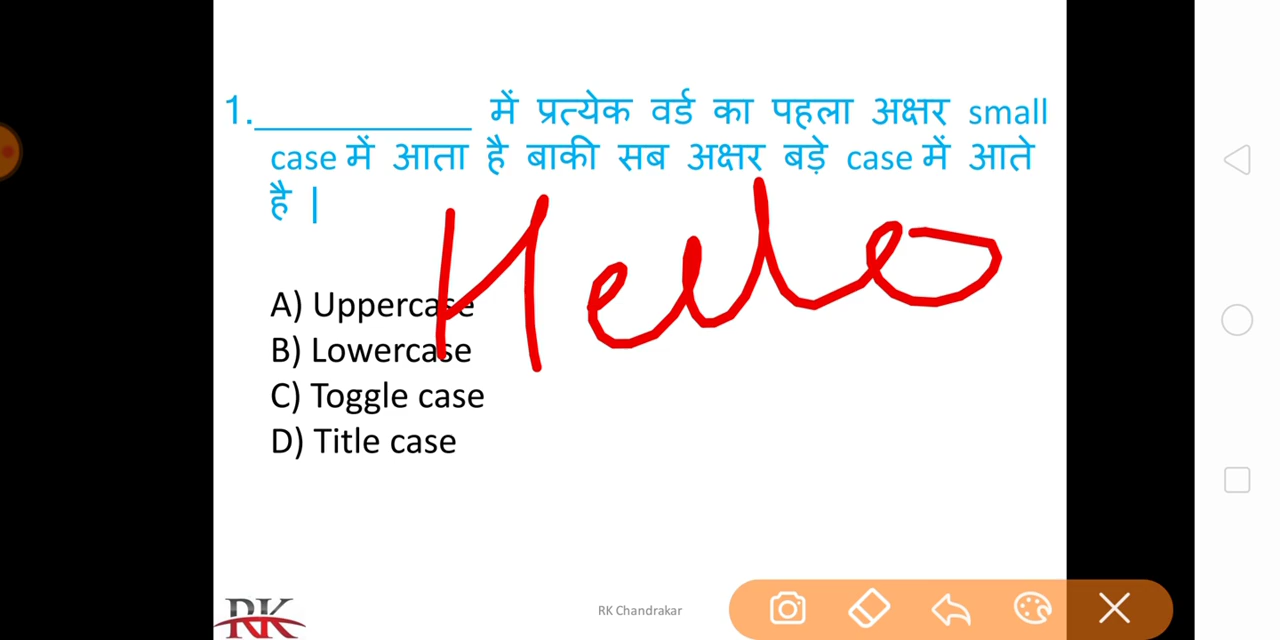 1.___________ में प्रत्येक वर्ड का पहला अक्षर small
case में आता है बाकी सब अक्षर बड़े case में आते
है |
Hello
A) Uppercase
B) Lowercase
C) Toggle case
D) Title case
RK
RK Chandrakar